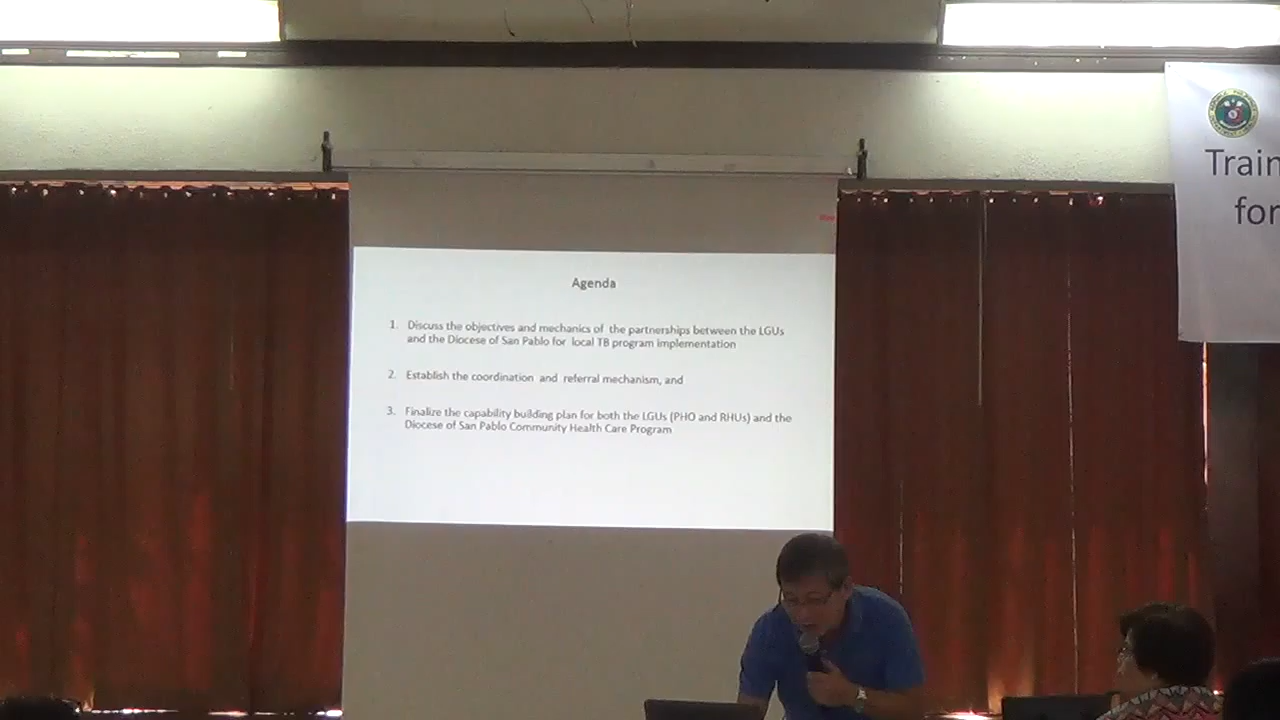 Agenda
1. Discuss the objectives and mechanics of the partnerships between the LGUs
and the Diocese of San Pablo for local TB program implementation
2. Establish the coordination and referral mechanism, and
3. Finalize the capability building plan for both the LGUs (PHO and RHUs) and the
Diocese of San Pablo Community Health Care Program
Train
for